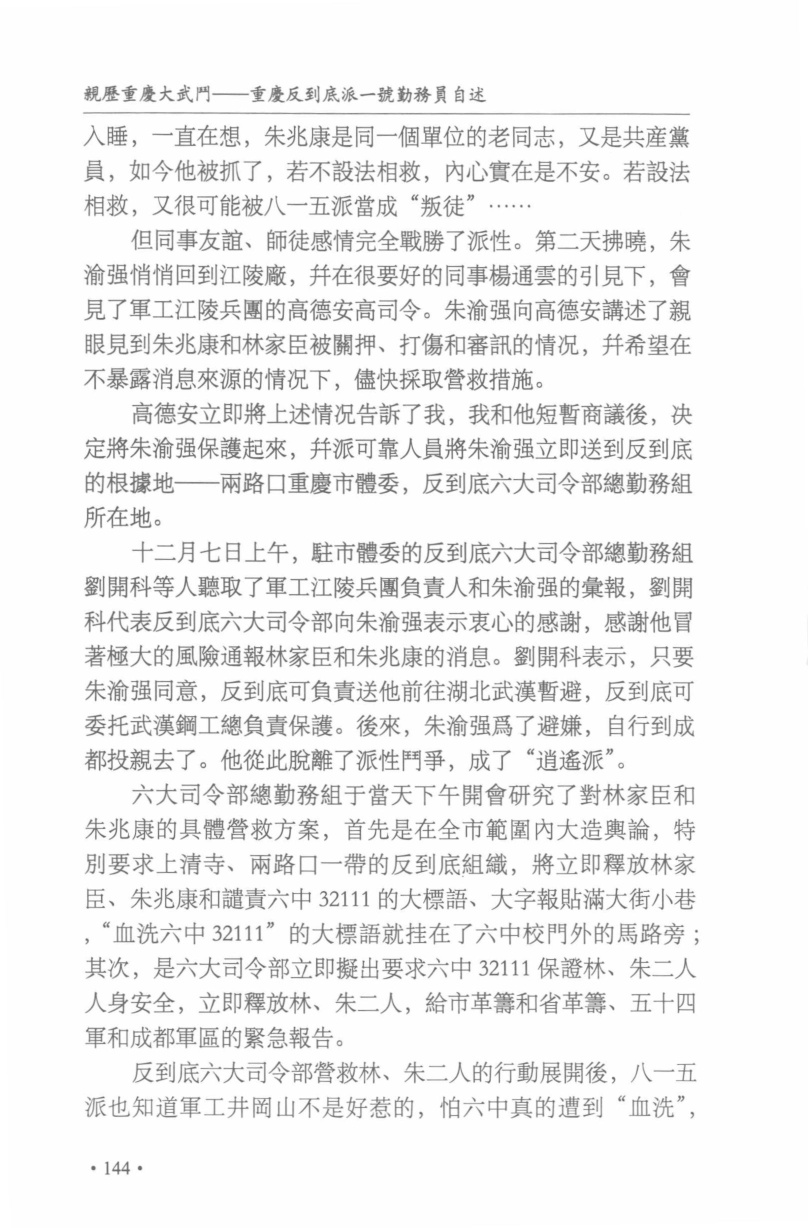 親歷重慶大武鬥——重慶反到底派一號勤務員自述
入睡，一直在想，朱兆康是同一個單位的老同志，又是共産黨
員，如今他被抓了，若不設法相救，內心實在是不安。若設法
相救，又很可能被八一五派當成“叛徒”……
但同事友誼、師徒感情完全戰勝了派性。第二天拂曉，朱
渝强悄悄回到江陵廠，幷在很要好的同事楊通雲的引見下，會
見了軍工江陵兵團的高德安高司令。朱渝强向高德安講述了親
眼見到朱兆康和林家臣被關押、打傷和審訊的情况，幷希望在
不暴露消息來源的情况下，儘快採取營救措施。
高德安立即將上述情况告訴了我，我和他短暫商議後，决
定將朱渝强保護起來，幷派可靠人員將朱渝强立即送到反到底
的根據地——兩路口重慶市體委，反到底六大司令部總勤務組
所在地。
十二月七日上午，駐市體委的反到底六大司令部總勤務組
劉開科等人聽取了軍工江陵兵團負責人和朱渝强的彙報，劉開
科代表反到底六大司令部向朱渝强表示衷心的感謝，感謝他冒
著極大的風險通報林家臣和朱兆康的消息。劉開科表示，只要
朱渝强同意，反到底可負責送他前往湖北武漢暫避，反到底可
委托武漢鋼工總負責保護。後來，朱渝强爲了避嫌，自行到成
都投親去了。他從此脫離了派性鬥爭，成了“逍遙派”。
六大司令部總勤務組于當天下午開會研究了對林家臣和
朱兆康的具體營救方案，首先是在全市範圍內大造輿論，特
別要求上清寺、兩路口一帶的反到底組織，將立即釋放林家
臣、朱兆康和譴責六中 32111 的大標語、大字報貼滿大街小巷
，“血洗六中 32111”的大標語就挂在了六中校門外的馬路旁；
其次，是六大司令部立即擬出要求六中 32111 保證林、朱二人
人身安全，立即釋放林、朱二人，給市革籌和省革籌、五十四
軍和成都軍區的緊急報告。
反到底六大司令部營救林、朱二人的行動展開後，八一五
派也知道軍工井岡山不是好惹的，怕六中真的遭到“血洗”，
·144·